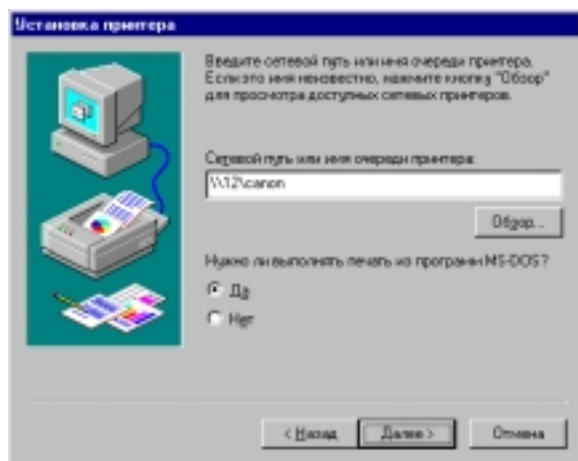 Установка принтера
Введите сетевой путь или имя очереди принтера.
Если это имя неизвестно, нажмите кнопку "Обзор"
для просмотра доступных сетевых принтеров.
Сетевой путь или имя очереди принтера:
\\12\canon
Обзор...
Нужно ли выполнять печать из программ MS-DOS?
Да
Нет
< Назад
Далее >
Отмена